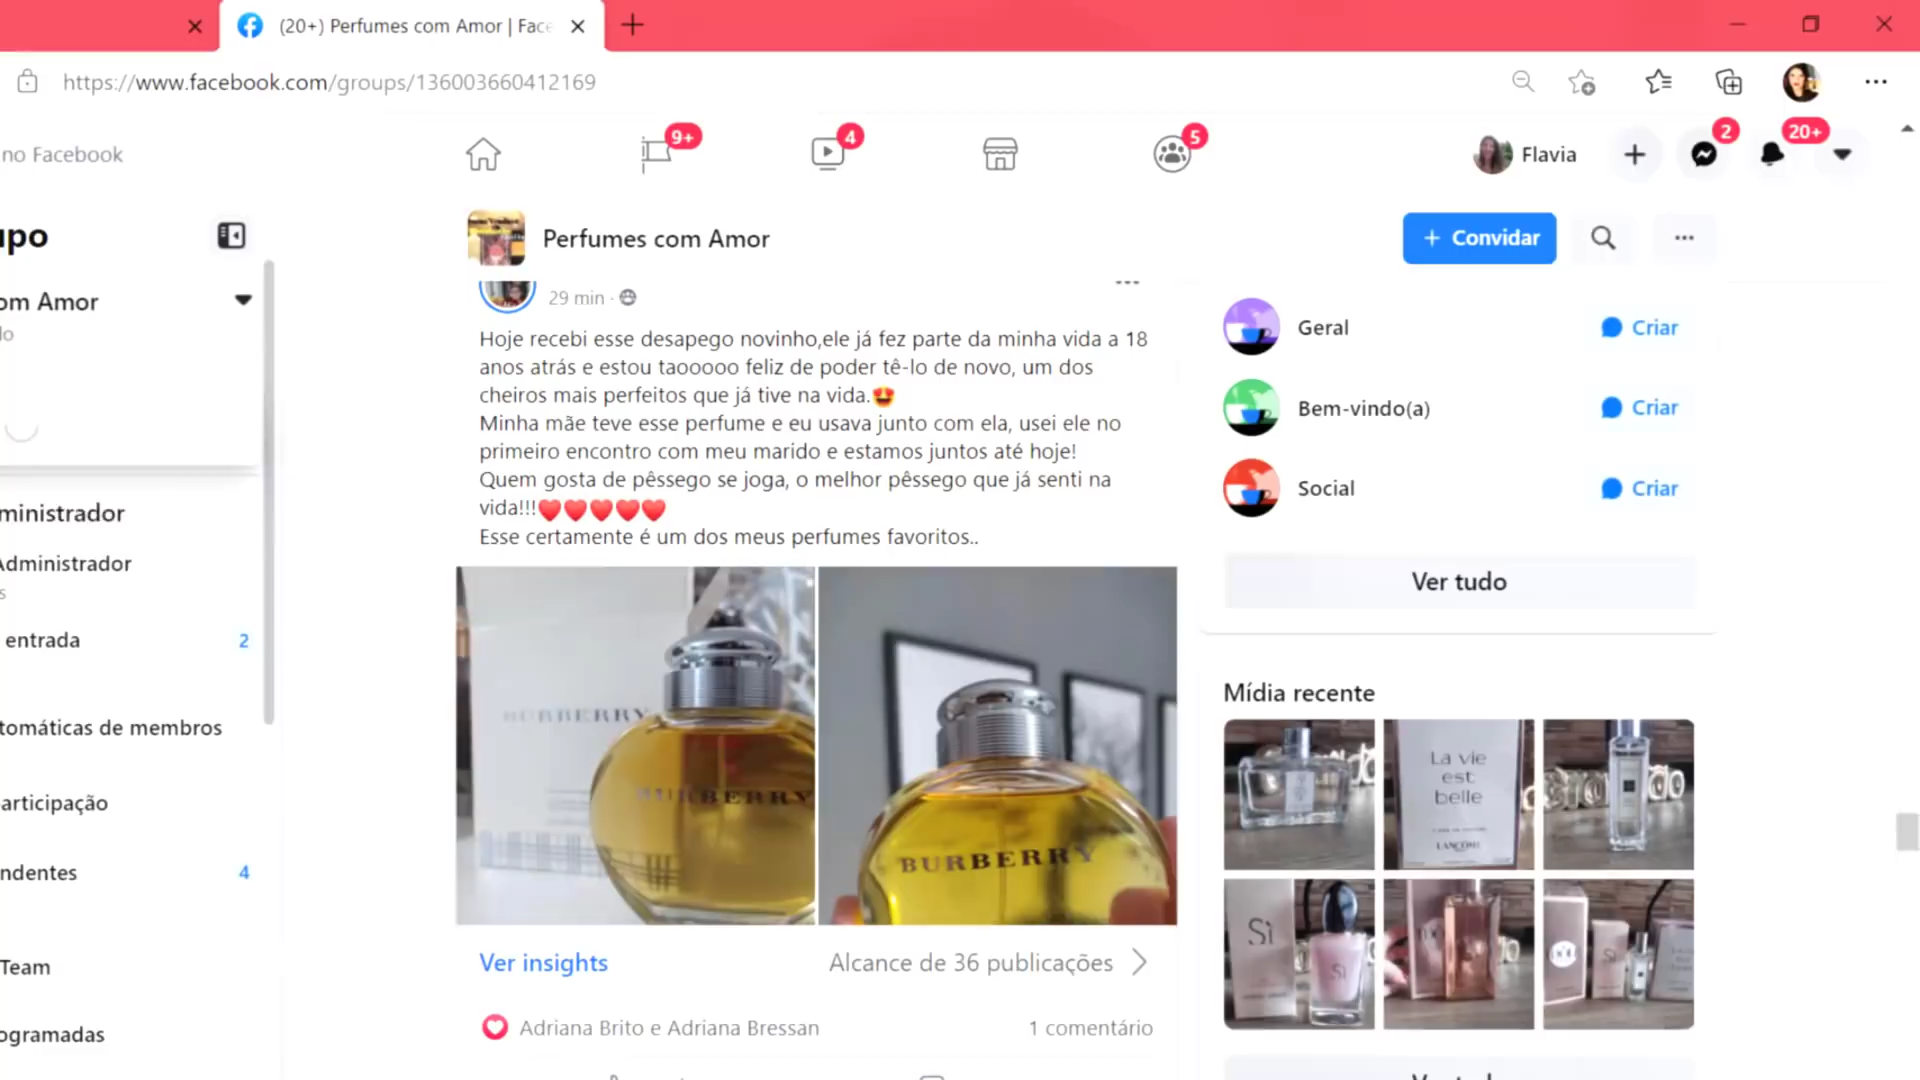 (20+) Perfumes com Amor | Face
https://www.facebook.com/groups/136003660412169
no Facebook
9+
4
5
Flavia
2
20+
upo
Perfumes com Amor
+ Convidar
om Amor
do
29 min ·
Hoje recebi esse desapego novinho,ele já fez parte da minha vida a 18
anos atrás e estou taooooo feliz de poder tê-lo de novo, um dos
cheiros mais perfeitos que já tive na vida.😍
Minha mãe teve esse perfume e eu usava junto com ela, usei ele no
primeiro encontro com meu marido e estamos juntos até hoje!
Quem gosta de pêssego se joga, o melhor pêssego que já senti na
vida!!!❤️❤️❤️❤️❤️
Esse certamente é um dos meus perfumes favoritos..
Geral
Criar
Bem-vindo(a)
Criar
Social
Criar
Ver tudo
ministrador
Administrador
s
entrada
2
tomáticas de membros
articipação
ndentes
4
Team
ogramadas
BURBERRY
BURBERRY
BURBERRY
Ver insights
Alcance de 36 publicações
Adriana Brito e Adriana Bressan
1 comentário
Mídia recente
La vie
est
belle
LANCÔME
Sì
Sì
Sì